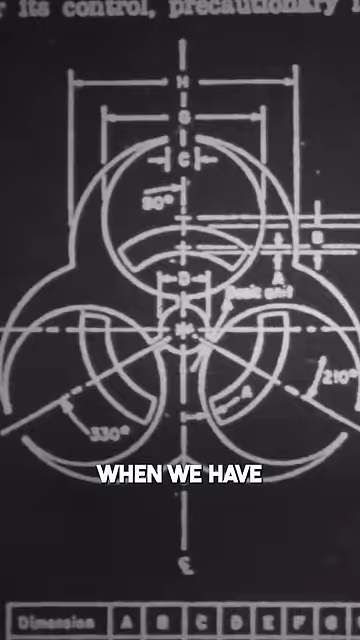 its control, precautionary
H
G
C
90°
B
D
A
Basic unit
210°
A
330°
WHEN WE HAVE
Dimension A B C D E F G